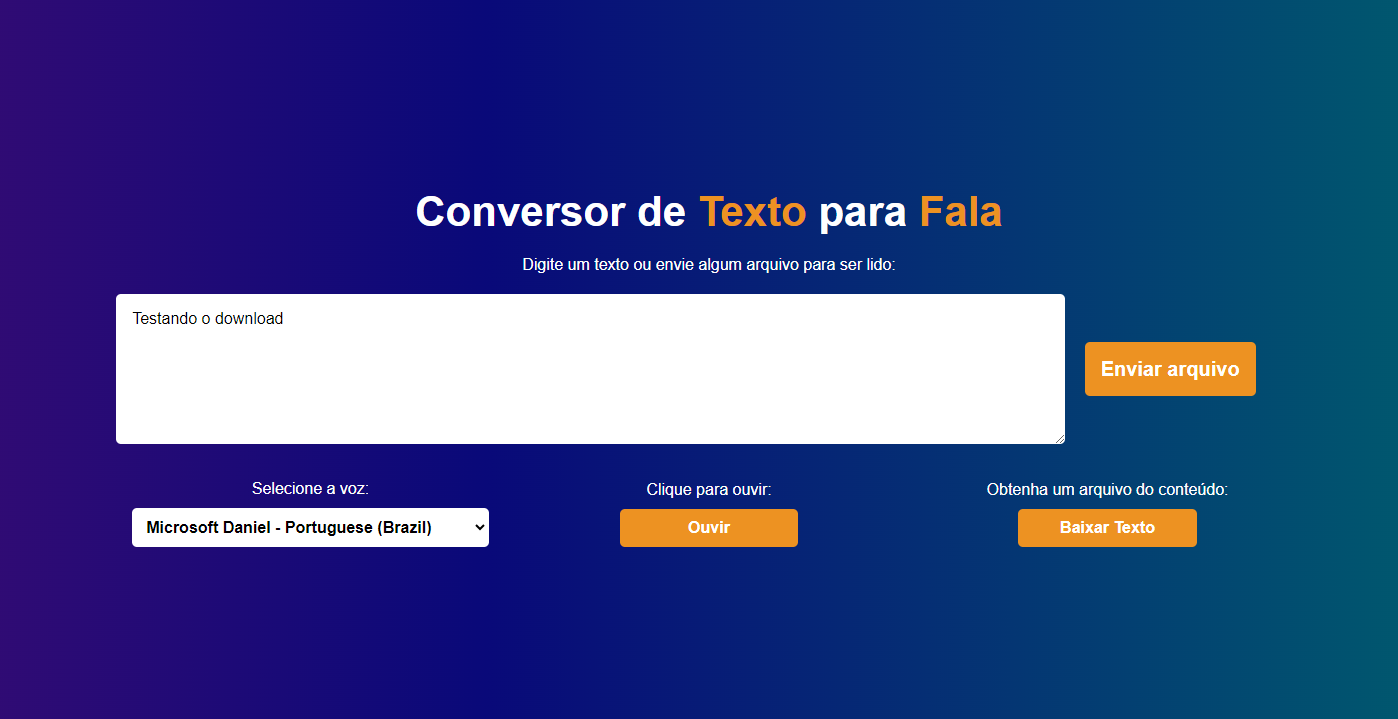 Conversor de Texto para Fala
Digite um texto ou envie algum arquivo para ser lido:
Testando o download
Enviar arquivo
Selecione a voz:
Microsoft Daniel - Portuguese (Brazil)
Clique para ouvir:
Ouvir
Obtenha um arquivo do conteúdo:
Baixar Texto